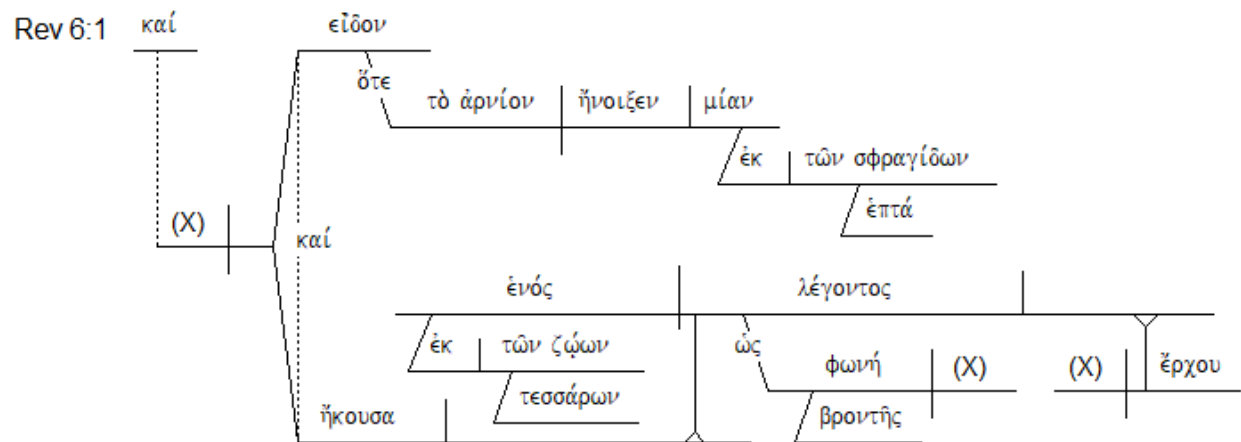 Rev 6:1 καί εἶδον
ὅτε τὸ ἀρνίον ἤνοιξεν μίαν
ἐκ τῶν σφραγίδων
ἑπτά
(X) καί
ἑνός λέγοντος
ἐκ τῶν ζῴων ὡς
φωνή (X) (X) ἔρχου
τεσσάρων
ἤκουσα βροντῆς